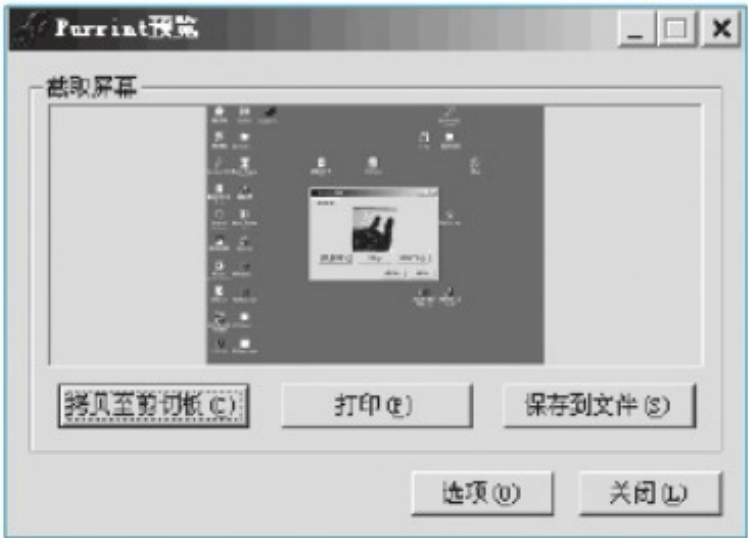 Purrint预览
截取屏幕
拷贝至剪切板(C)
打印(P)
保存到文件(S)
选项(O)
关闭(L)